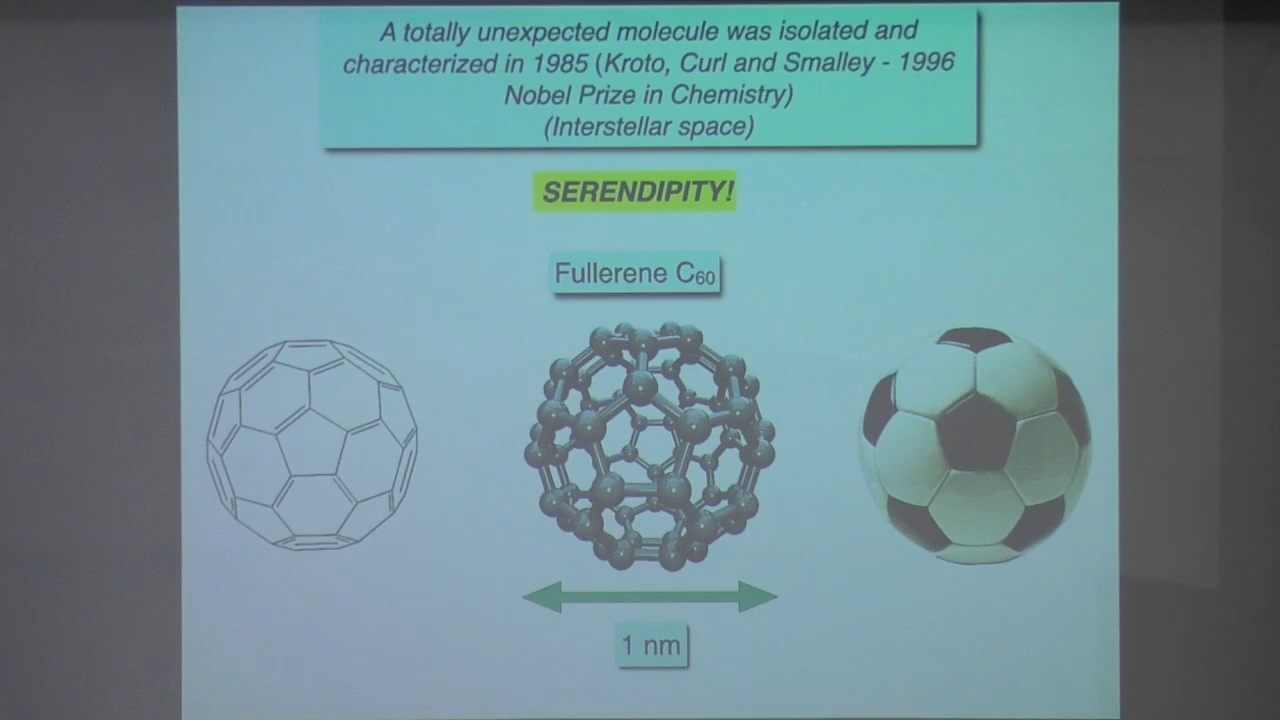 A totally unexpected molecule was isolated and
characterized in 1985 (Kroto, Curl and Smalley - 1996
Nobel Prize in Chemistry)
(Interstellar space)
SERENDIPITY!
Fullerene C₆₀
1 nm